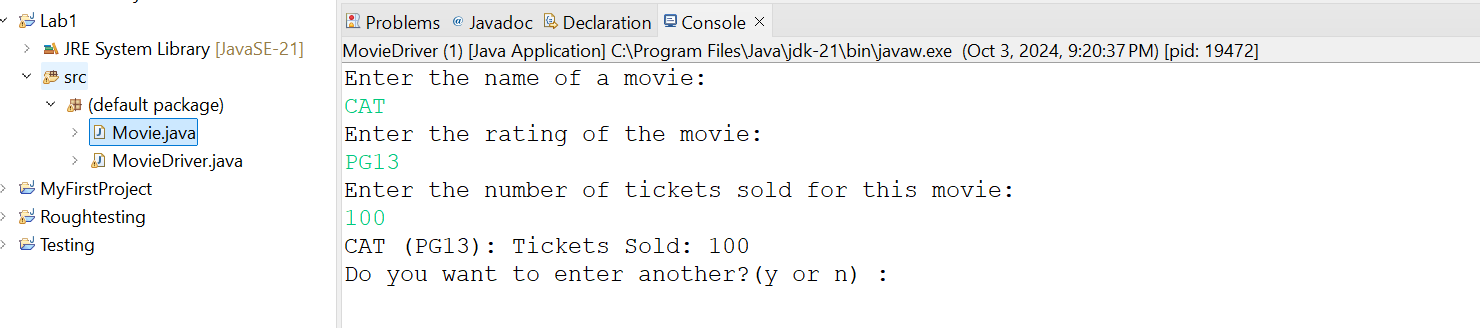 Lab1
JRE System Library [JavaSE-21]
src
(default package)
Movie.java
MovieDriver.java
MyFirstProject
Roughtesting
Testing
Problems @ Javadoc Declaration Console
MovieDriver (1) [Java Application] C:\Program Files\Java\jdk-21\bin\javaw.exe (Oct 3, 2024, 9:20:37 PM) [pid: 19472]
Enter the name of a movie:
CAT
Enter the rating of the movie:
PG13
Enter the number of tickets sold for this movie:
100
CAT (PG13): Tickets Sold: 100
Do you want to enter another?(y or n) :